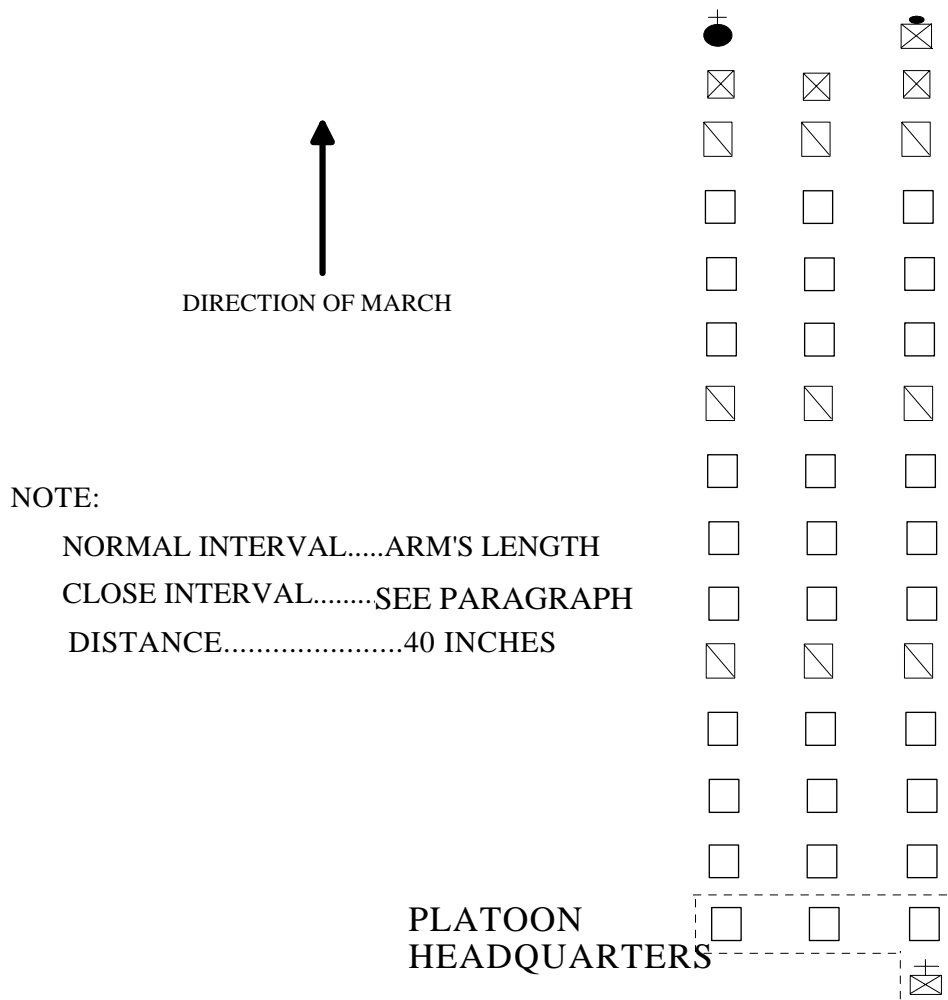 DIRECTION OF MARCH
NOTE:
NORMAL INTERVAL.....ARM'S LENGTH
CLOSE INTERVAL........SEE PARAGRAPH
DISTANCE......................40 INCHES
PLATOON
HEADQUARTERS